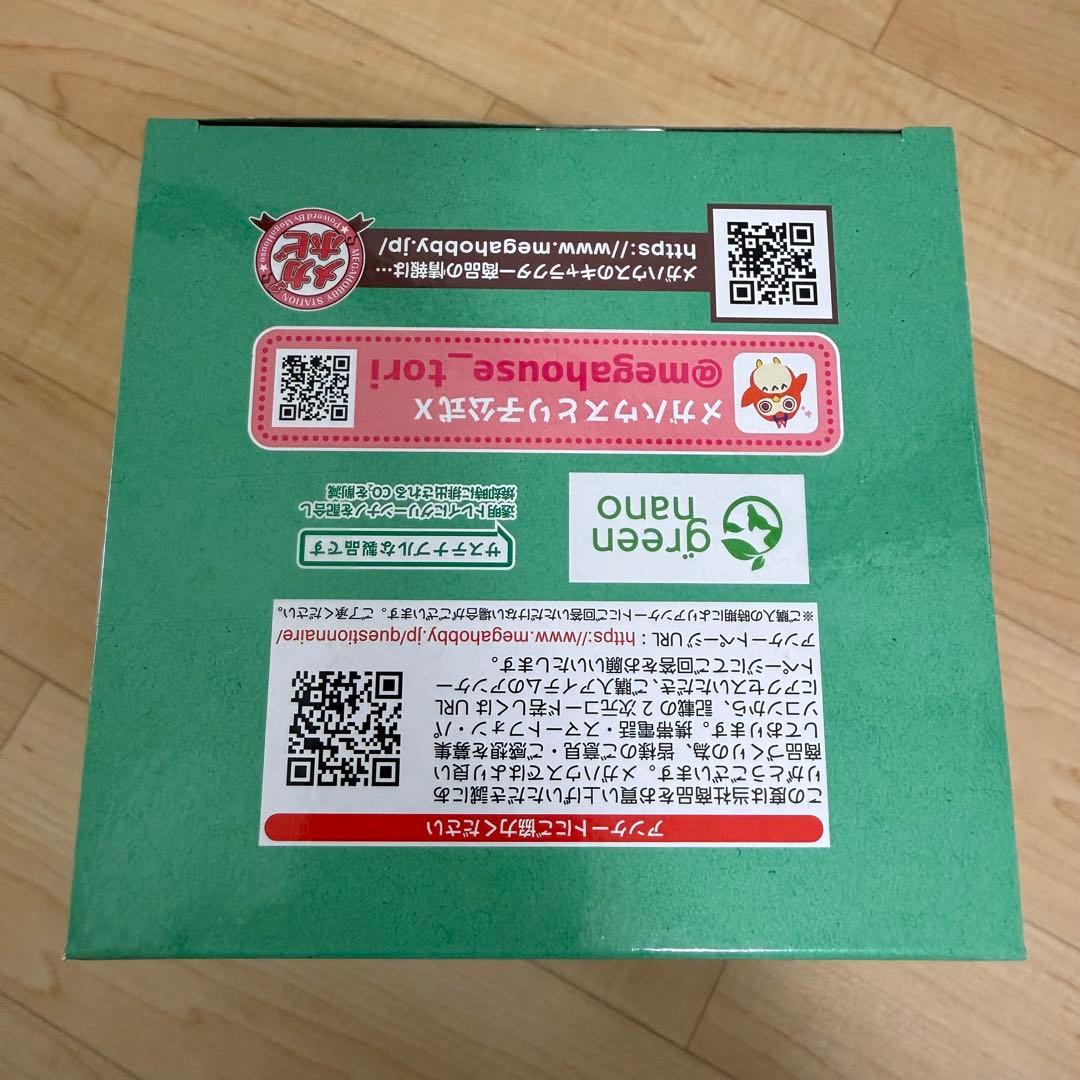 アンケートにご協力ください
この度は当社商品をお買い上げいただき誠にあ
りがとうございます。メガハウスではより良い
商品づくりの為、皆様のご意見・ご感想を募集
しております。携帯電話・スマートフォン・パ
ソコンから、記載の2次元コード若しくはURL
にアクセスいただき、ご購入アイテムのアンケー
トページにてご回答をお願いいたします。
アンケートページURL:https://www.megahobby.jp/questionnaire/
※ご購入の時期によりアンケートにご回答いただけない場合がございます。ご了承ください。
green
nano
サステナブルな製品です
透明トレイにグリーンナノを配合し
焼却時に排出されるCO₂を削減
メガハウスとり子公式X
@megahouse_tori
メガハウスのキャラクター商品の情報は…
https://www.megahobby.jp/
MEGAHOBBY STATION
メガ
ホビ
★Powered By MegaHouse★